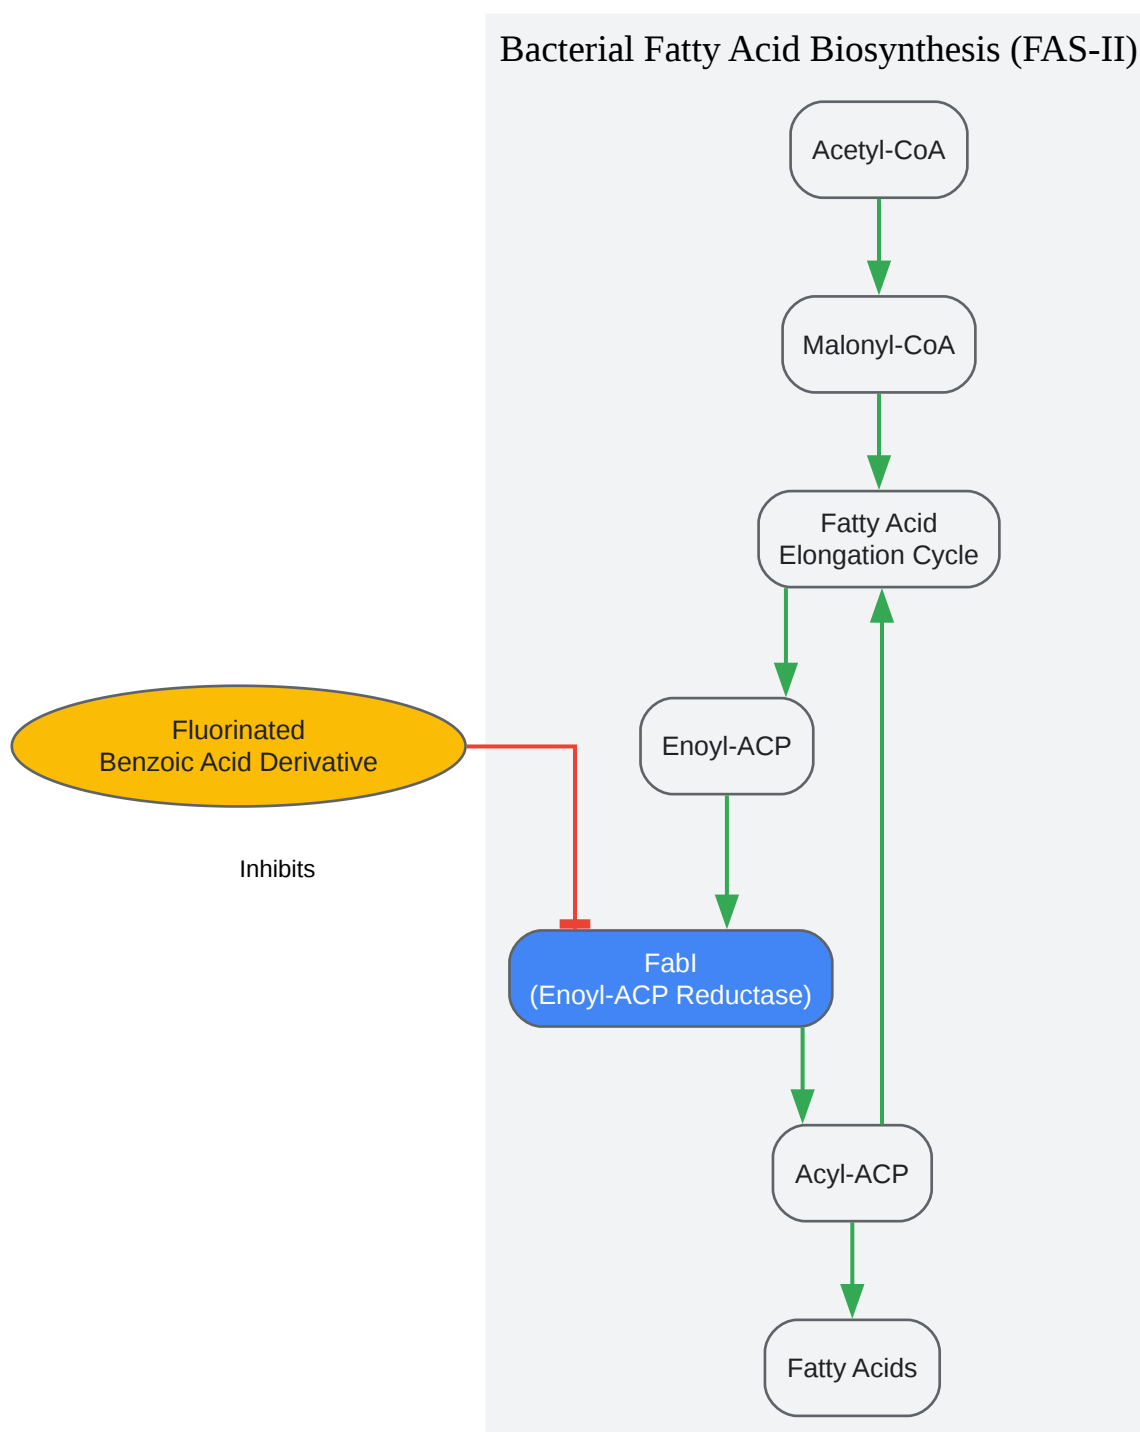 Bacterial Fatty Acid Biosynthesis (FAS-II)
Acetyl-CoA
Malonyl-CoA
Fatty Acid
Elongation Cycle
Fluorinated
Benzoic Acid Derivative
Enoyl-ACP
Inhibits
FabI
(Enoyl-ACP Reductase)
Acyl-ACP
Fatty Acids